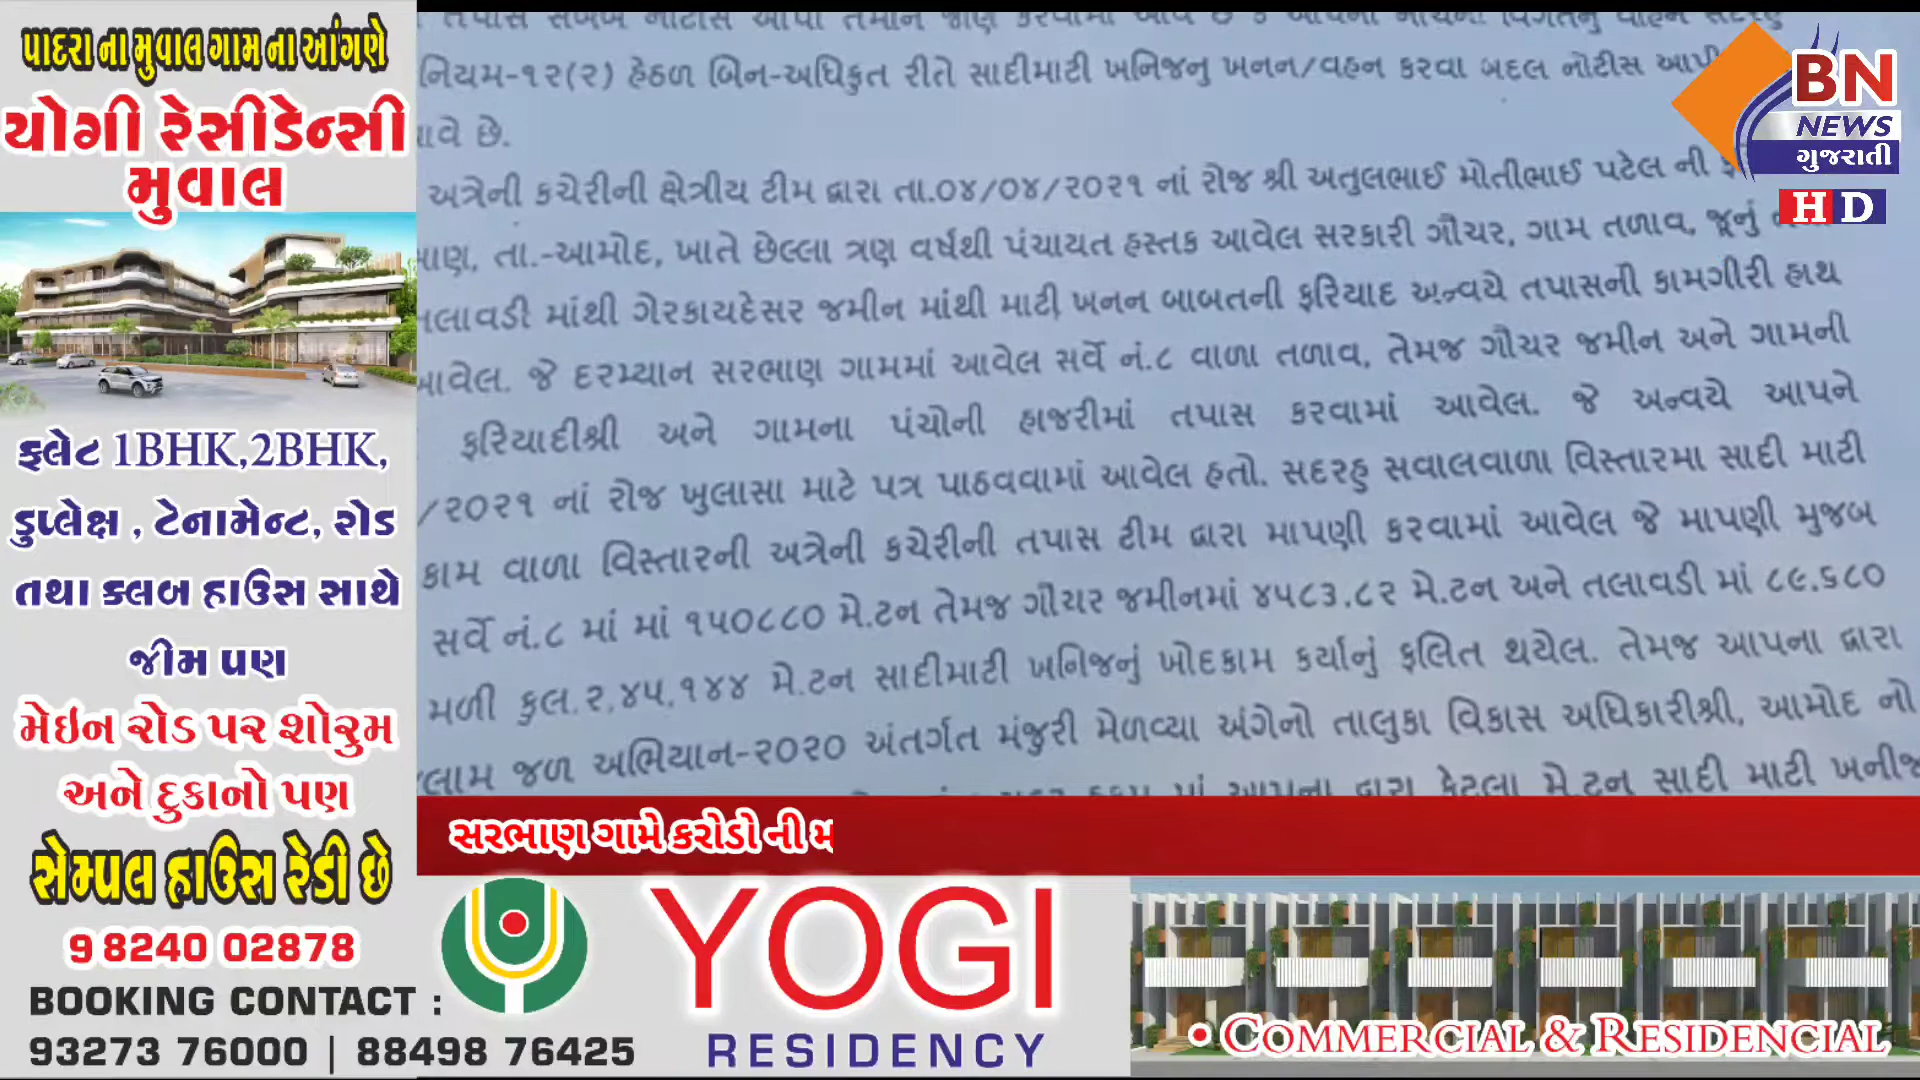 પાદરા ના મુવાલ ગામ ના આંગણે
યોગી રેસીડેન્સી
મુવાલ
ફ્લેટ 1BHK,2BHK,
ડુપ્લેક્ષ , ટેનામેન્ટ, રોડ
તથા ક્લબ હાઉસ સાથે
જીમ પણ
મેઇન રોડ પર શોરુમ
અને દુકાનો પણ
સેમ્પલ હાઉસ રેડી છે
9 8240 02878
BOOKING CONTACT :
93273 76000 | 88498 76425
નિયમ-૧૨(૨) હેઠળ બિન-અધિકૃત રીતે સાદીમાટી ખનિજનુ ખનન/વહન કરવા બદલ નોટીસ આપી
વે છે.
અત્રેની કચેરીની ક્ષેત્રીય ટીમ દ્વારા તા.૦૪/૦૪/૨૦૨૧ નાં રોજ શ્રી અતુલભાઈ મોતીભાઈ પટેલ ની
તા.-આમોદ, ખાતે છેલ્લા ત્રણ વર્ષથી પંચાયત હસ્તક આવેલ સરકારી ગૌચર, ગામ તળાવ, જૂનું
તલાવડી માંથી ગેરકાયદેસર જમીન માંથી માટી ખનન બાબતની ફરિયાદ અન્વયે તપાસની કામગીરી હાથ
આવેલ. જે દરમ્યાન સરભાણ ગામમાં આવેલ સર્વે નં.૮ વાળા તળાવ, તેમજ ગૌચર જમીન અને ગામની
ફરિયાદીશ્રી અને ગામના પંચોની હાજરીમાં તપાસ કરવામાં આવેલ. જે અન્વયે આપને
/૨૦૨૧ નાં રોજ ખુલાસા માટે પત્ર પાઠવવામાં આવેલ હતો. સદરહુ સવાલવાળા વિસ્તારમા સાદી માટી
કામ વાળા વિસ્તારની અત્રેની કચેરીની તપાસ ટીમ દ્વારા માપણી કરવામાં આવેલ જે માપણી મુજબ
સર્વે નં.૮ માં માં ૧૫૦૮૮૦ મે.ટન તેમજ ગૌચર જમીનમાં ૪૫૮૩.૮૨ મે.ટન અને તલાવડી માં ૮૯.૬૮૦
મળી કુલ.૨,૪૫,૧૪૪ મે.ટન સાદીમાટી ખનિજનું ખોદકામ કર્યાનું ફલિત થયેલ. તેમજ આપના દ્વારા
જળ અભિયાન-૨૦૨૦ અંતર્ગત મંજુરી મેળવ્યા અંગેનો તાલુકા વિકાસ અધિકારીશ્રી, આમોદ નો
દ્વારા કેટલા મે.ટન સાદી માટી ખનીજ
BN
NEWS
ગુજરાતી
HD
સરભાણ ગામે કરોડો ની
YOGI
RESIDENCY
• COMMERCIAL & RESIDENCIAL